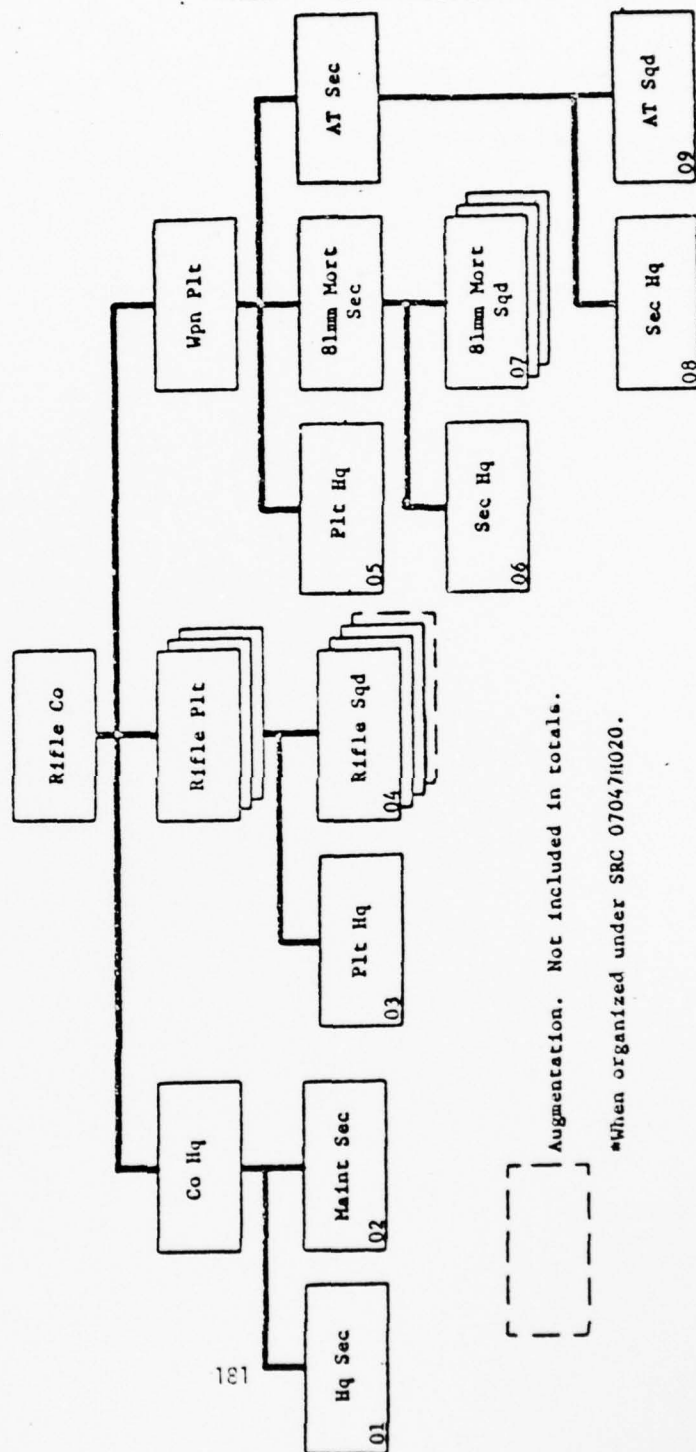 Rifle Co
Co Hq
Rifle Plt
Wpn Plt
Hq Sec
01
Maint Sec
02
Plt Hq
03
Rifle Sqd
04
Plt Hq
05
81mm Mort
Sec
AT Sec
Sec Hq
06
81mm Mort
Sqd
07
Sec Hq
08
AT Sqd
09
Augmentation. Not included in totals.
*When organized under SRC 07047H020.
181